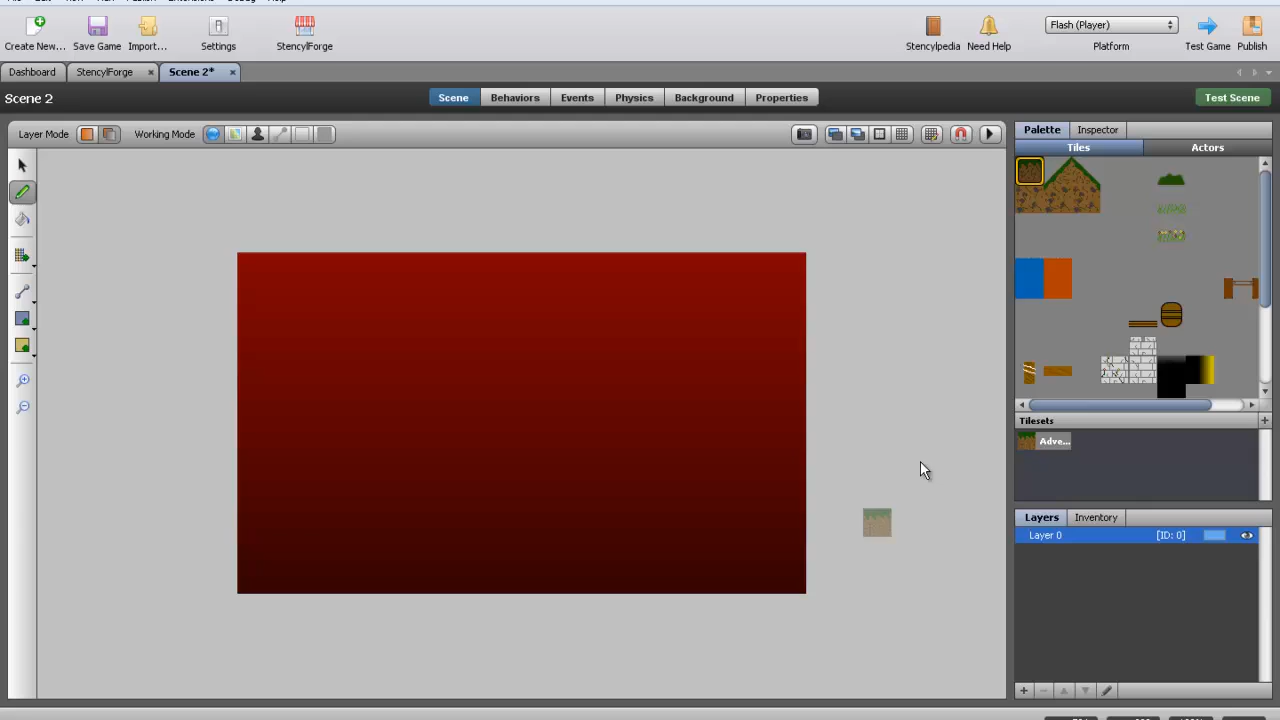 Create New... Save Game Import... Settings StencylForge Stencylpedia Need Help Flash (Player) Platform Test Game Publish
Dashboard StencylForge Scene 2*
Scene 2 Scene Behaviors Events Physics Background Properties Test Scene
Layer Mode Working Mode
Palette Inspector
Tiles Actors
Tilesets
Adve...
Layers Inventory
Layer 0 [ID: 0]